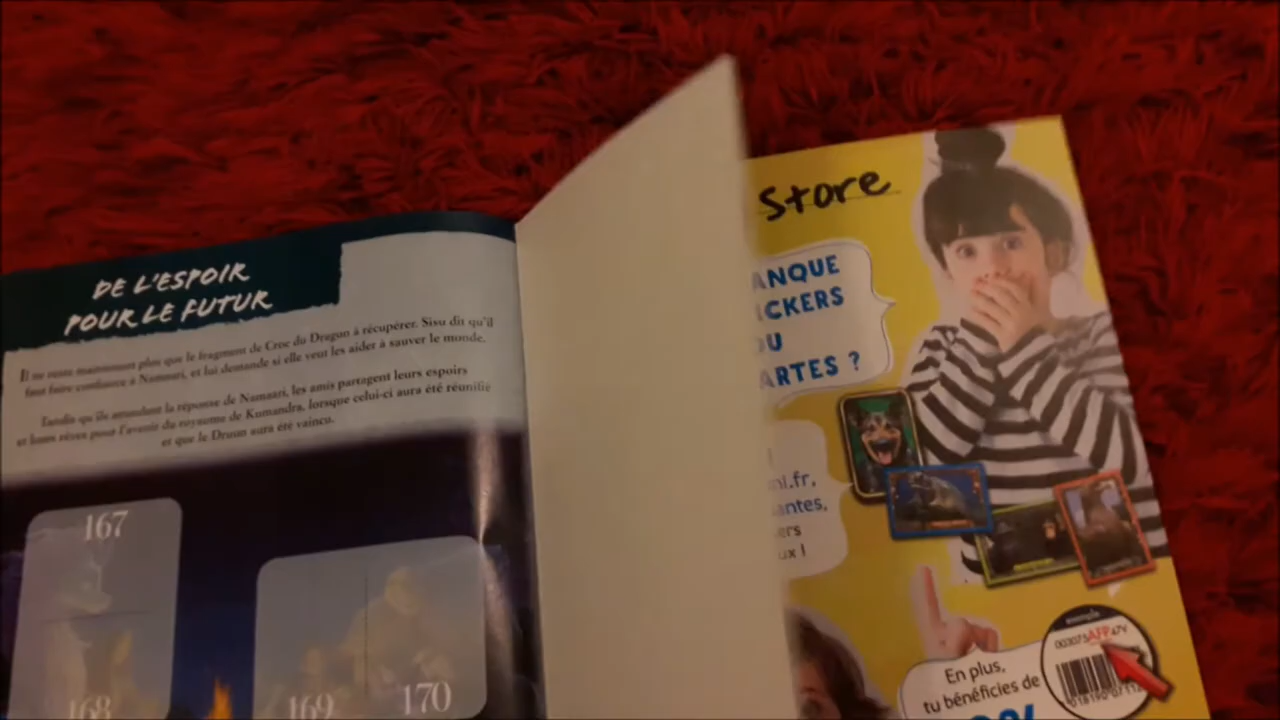 DE L'ESPOIR
POUR LE FUTUR
Il ne reste maintenant plus que le fragment de Croc du Dragon à récupérer. Sisu dit qu'il
faut faire confiance à Namaari, et lui demande si elle veut les aider à sauver le monde.
Tandis qu'ils attendent la réponse de Namaari, les amis partagent leurs espoirs
et leurs rêves pour l'avenir du royaume de Kumandra, lorsque celui-ci aura été réunifié
et que le Druun aura été vaincu.
167
168
169
170
Store
ANQUE
ICKERS
OU
ARTES ?
ni.fr,
antes,
ers
ux !
En plus,
tu bénéficies de
exemple
003075AFP47Y